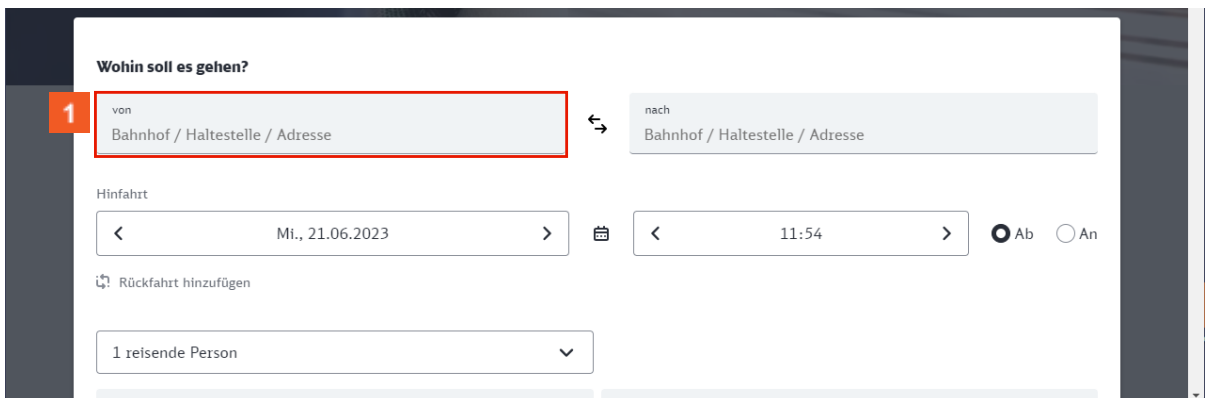 Wohin soll es gehen?
1
von
Bahnhof / Haltestelle / Adresse
nach
Bahnhof / Haltestelle / Adresse
Hinfahrt
Mi., 21.06.2023
11:54
Ab
An
Rückfahrt hinzufügen
1 reisende Person